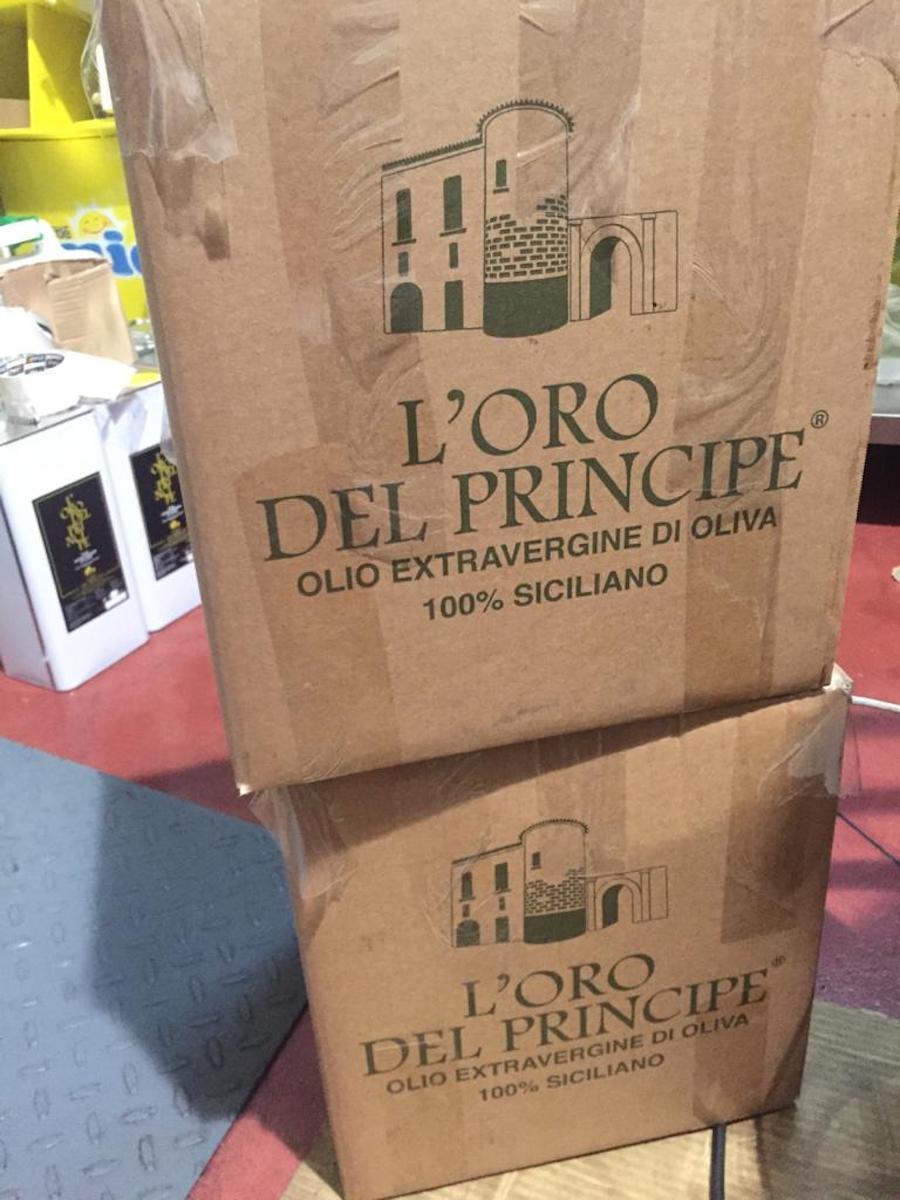 L'ORO
DEL PRINCIPE®
OLIO EXTRAVERGINE DI OLIVA
100% SICILIANO
L'ORO
DEL PRINCIPE®
OLIO EXTRAVERGINE DI OLIVA
100% SICILIANO